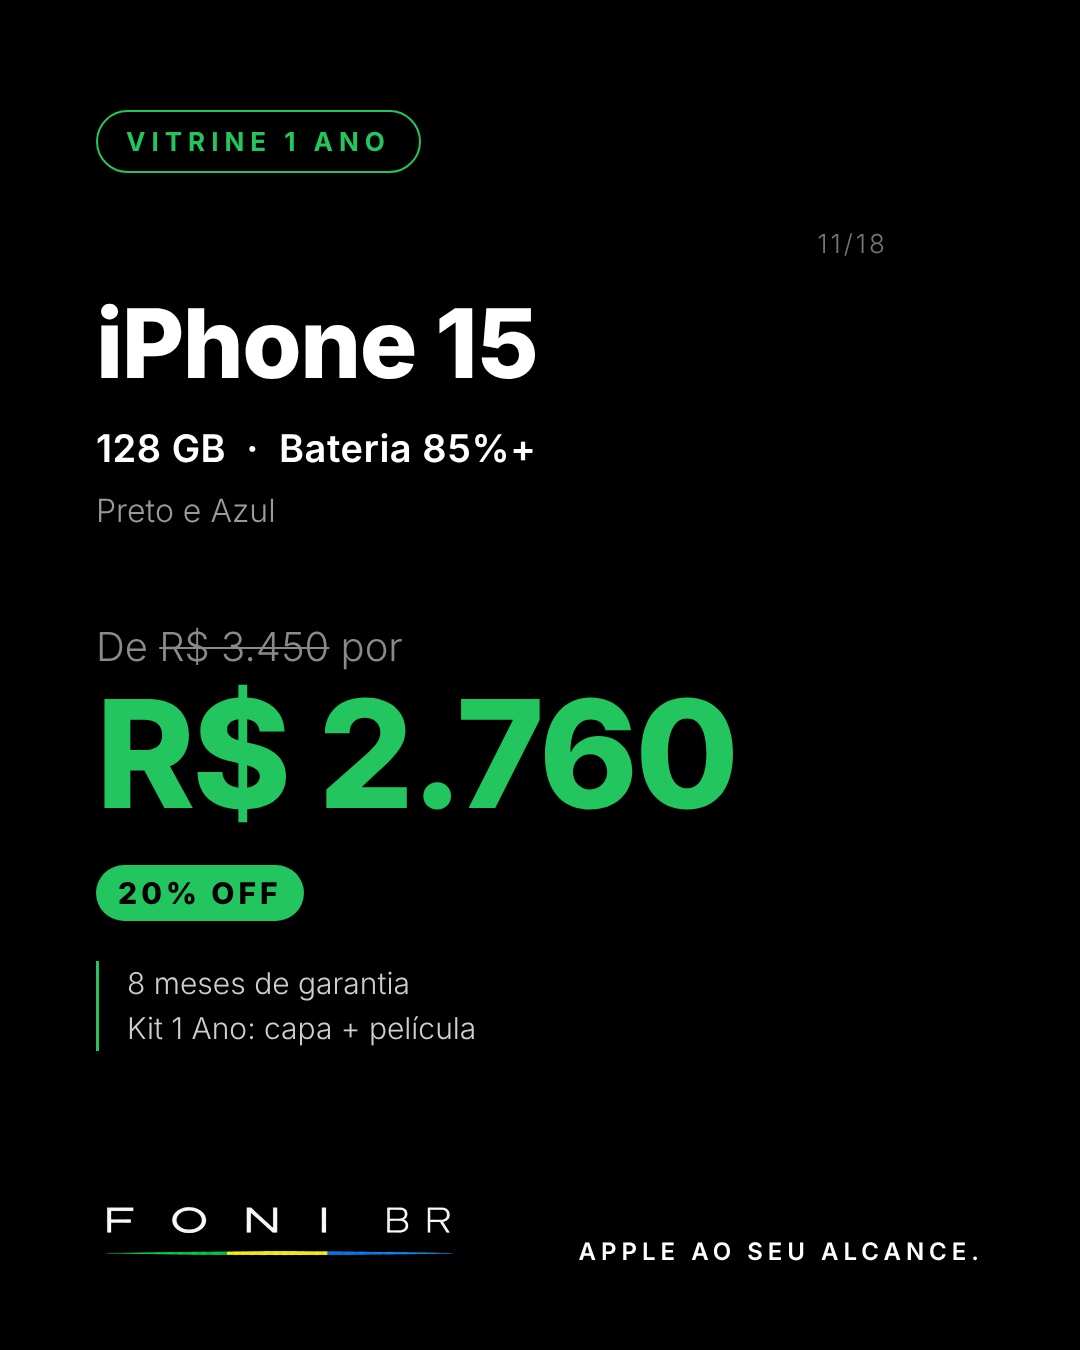 VITRINE 1 ANO
11/18
iPhone 15
128 GB · Bateria 85%+
Preto e Azul
De R$ 3.450 por
R$ 2.760
20% OFF
8 meses de garantia
Kit 1 Ano: capa + película
FONI BR
APPLE AO SEU ALCANCE.